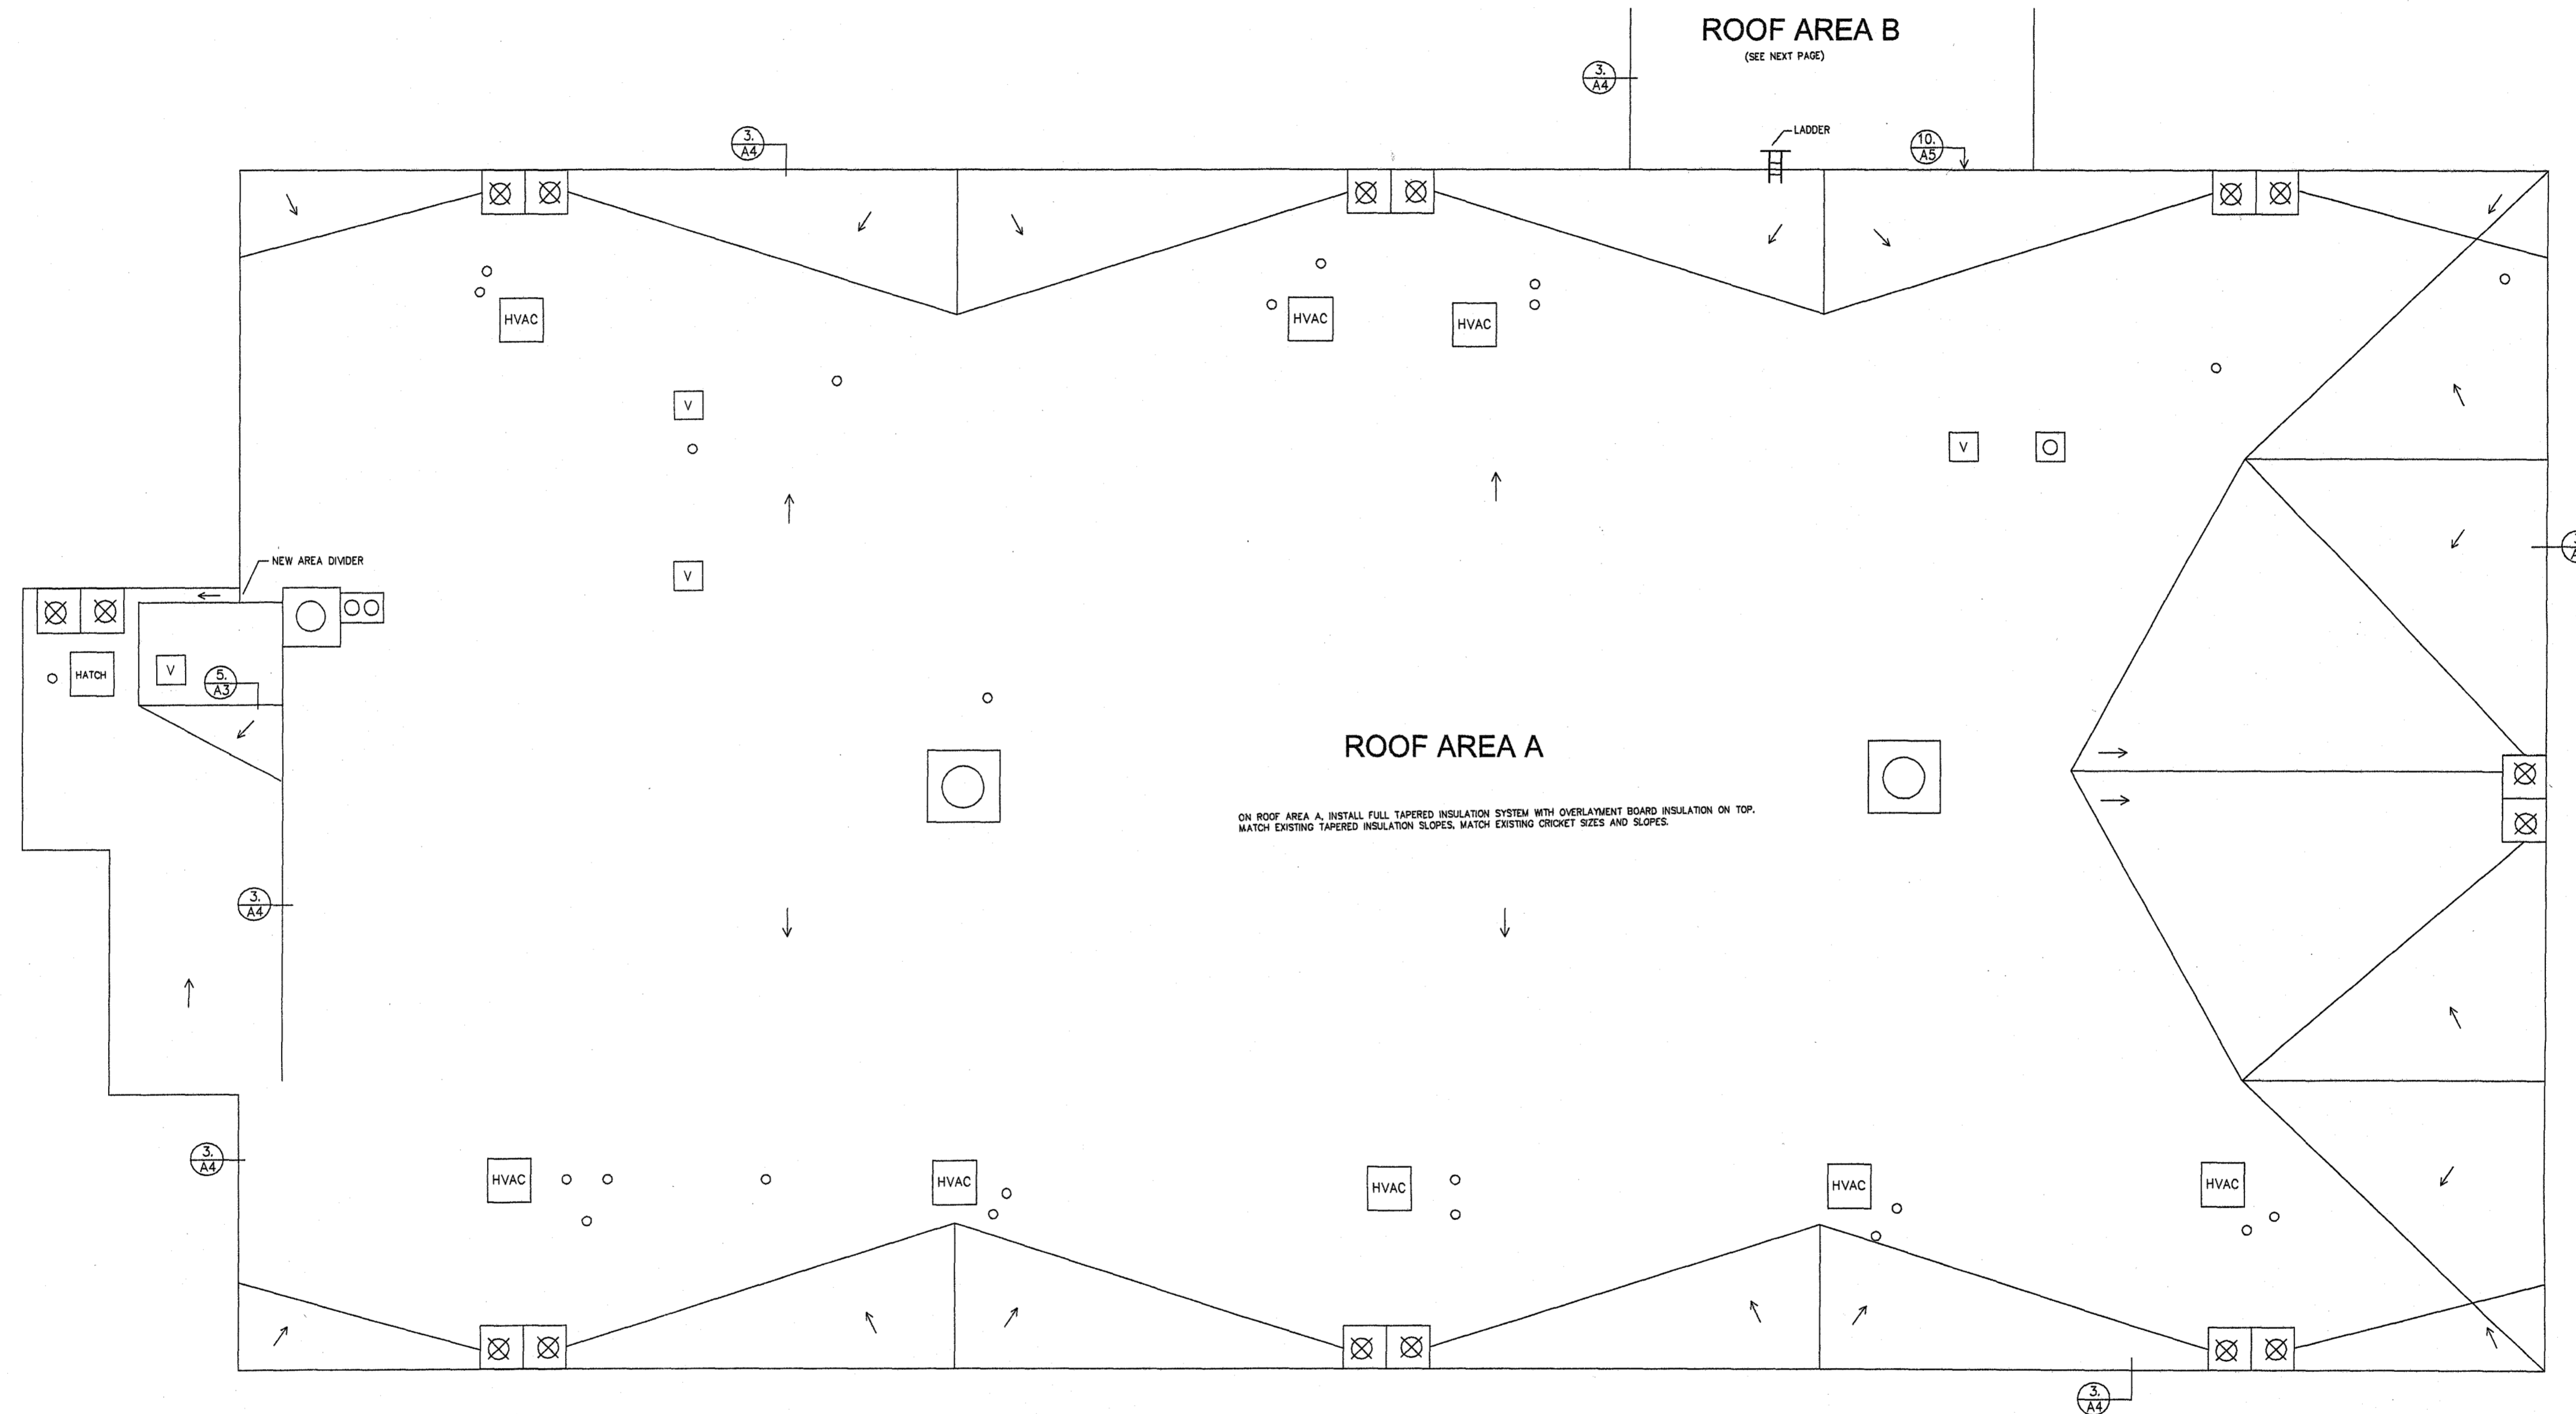 ROOF AREA B
(SEE NEXT PAGE)
3.
A4
LADDER
3.
A4
10.
A5
HVAC
HVAC
HVAC
V
V
NEW AREA DIVIDER
V
HATCH
V
5.
A3
ROOF AREA A
ON ROOF AREA A, INSTALL FULL TAPERED INSULATION SYSTEM WITH OVERLAYMENT BOARD INSULATION ON TOP.
MATCH EXISTING TAPERED INSULATION SLOPES, MATCH EXISTING CRICKET SIZES AND SLOPES.
3.
A4
3.
A4
HVAC
HVAC
HVAC
HVAC
HVAC
3.
A4